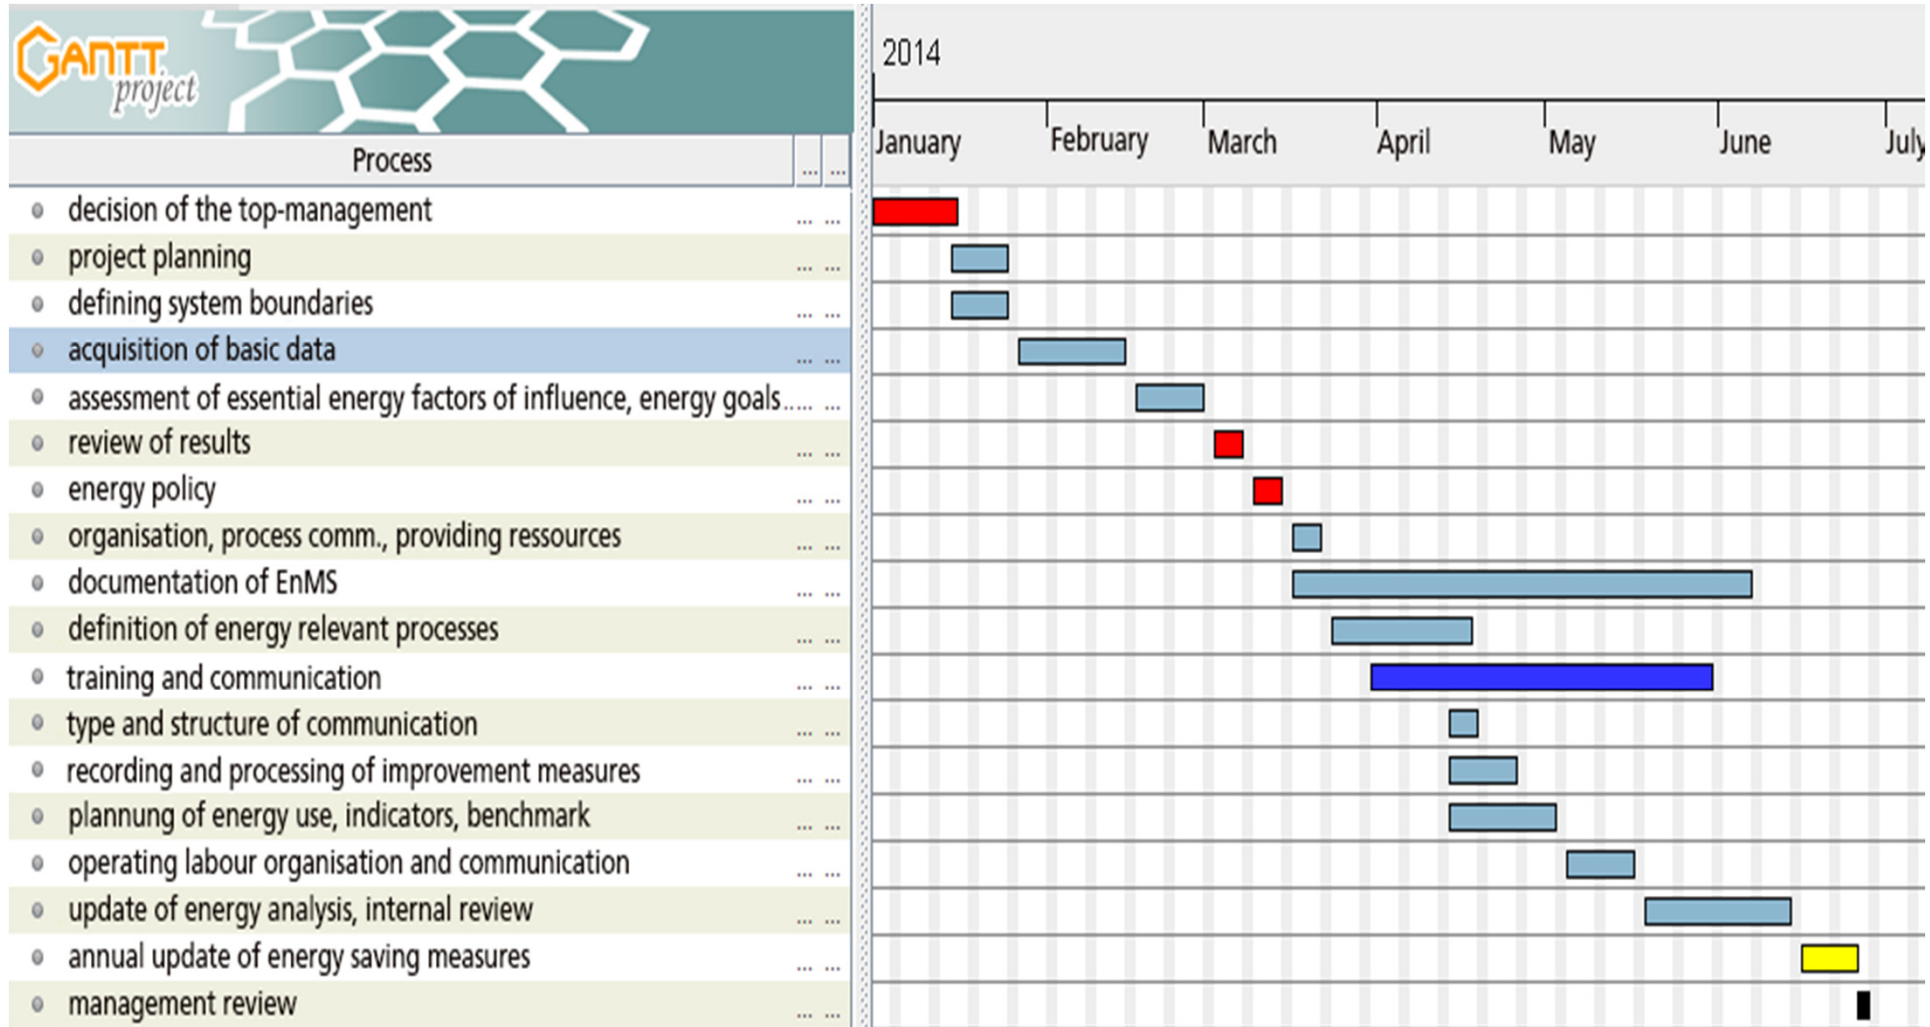 GANTT
project
2014
January February March April May June July
Process ... ...
decision of the top-management ... ...
project planning ... ...
defining system boundaries ... ...
acquisition of basic data ... ...
assessment of essential energy factors of influence, energy goals..... ...
review of results ... ...
energy policy ... ...
organisation, process comm., providing ressources ... ...
documentation of EnMS ... ...
definition of energy relevant processes ... ...
training and communication ... ...
type and structure of communication ... ...
recording and processing of improvement measures ... ...
plannung of energy use, indicators, benchmark ... ...
operating labour organisation and communication ... ...
update of energy analysis, internal review ... ...
annual update of energy saving measures ... ...
management review ... ...